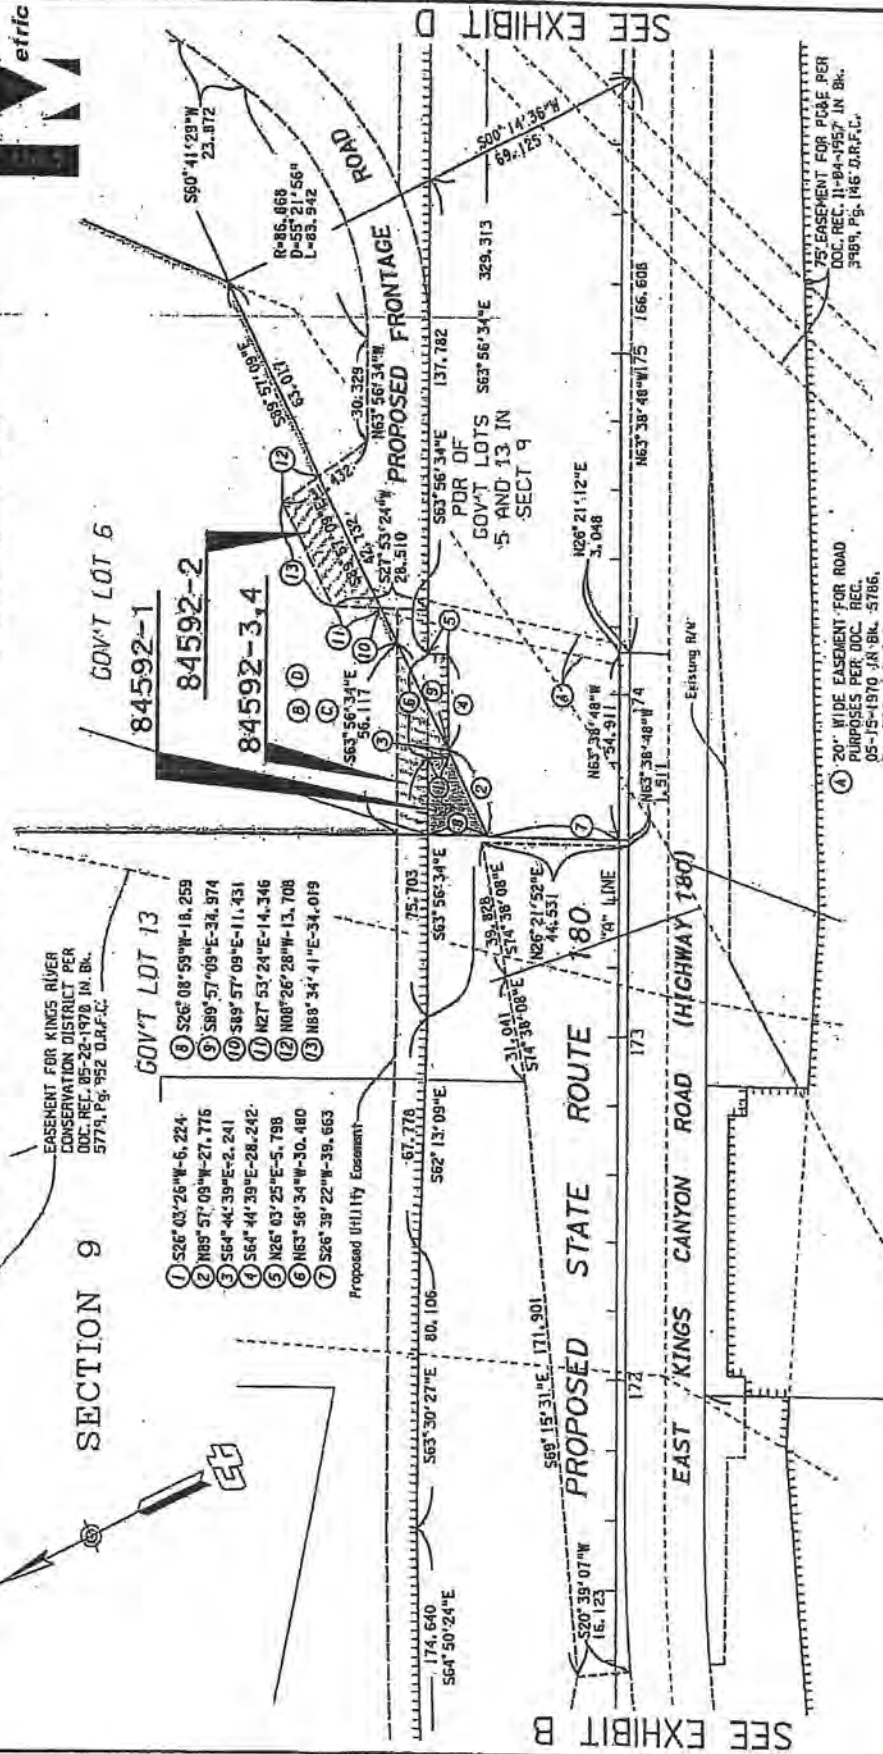 etric
M
SEE EXHIBIT D
SEE EXHIBIT B
SECTION 9
EASEMENT FOR KINGS RIVER
CONSERVATION DISTRICT PER
DOC. REC. 05-22-1970 IN BK.
5779, Pg. 952 O.R.F.C.
GOV'T LOT 13
GOV'T LOT 6
84592-1
84592-2
84592-3,4
① S26°03'26"W-6.224
② N89°57'09"W-27.776
③ S64°44'39"E-2.241
④ S64°44'39"E-28.242
⑤ N26°03'25"E-5.798
⑥ N63°56'34"W-30.480
⑦ S26°39'22"W-39.663
⑧ S26°08'59"W-18.259
⑨ S89°57'09"E-34.974
⑩ S89°57'09"E-11.431
⑪ N27°53'24"E-14.346
⑫ N08°26'28"W-13.708
⑬ N88°34'41"E-34.019
Proposed Utility Easement
174.640
S64°50'24"E
S63°30'27"E 80.106
67.778
S62°13'09"E
75.703
S63°56'34"E
S63°56'34"E
56.117
Ⓑ Ⓓ
Ⓒ
S27°53'24"W
28.510
42.732
S89°57'09"E
63.017
S60°41'29"W
23.872
R=86.868
D=55°21'56"
L=83.942
30.329
N63°56'34"W
PROPOSED FRONTAGE ROAD
S63°56'34"E 137.782
S63°56'34"E 329.313
POR OF
GOV'T LOTS
5 AND 13 IN
SECT 9
S00°14'36"W
69.125
S20°39'07"W
16.123
S69°15'31"E 171.901
31.041
S74°38'08"E
39.828
S74°38'08"E
N26°21'52"E
44.531
"A" LINE
PROPOSED STATE ROUTE 180
N63°38'48"W
1.511
N63°38'48"W
54.911
N26°21'12"E
3.048
N63°38'48"W
166.608
172
173
174
175
Existing R/W
EAST KINGS CANYON ROAD (HIGHWAY 180)
Ⓐ 20' WIDE EASEMENT FOR ROAD
PURPOSES PER DOC. REC.
05-15-1970 IN BK. 5786,
75' EASEMENT FOR PG&E PER
DOC. REC. 11-04-1957 IN BK.
3989, Pg. 146 O.R.F.C.